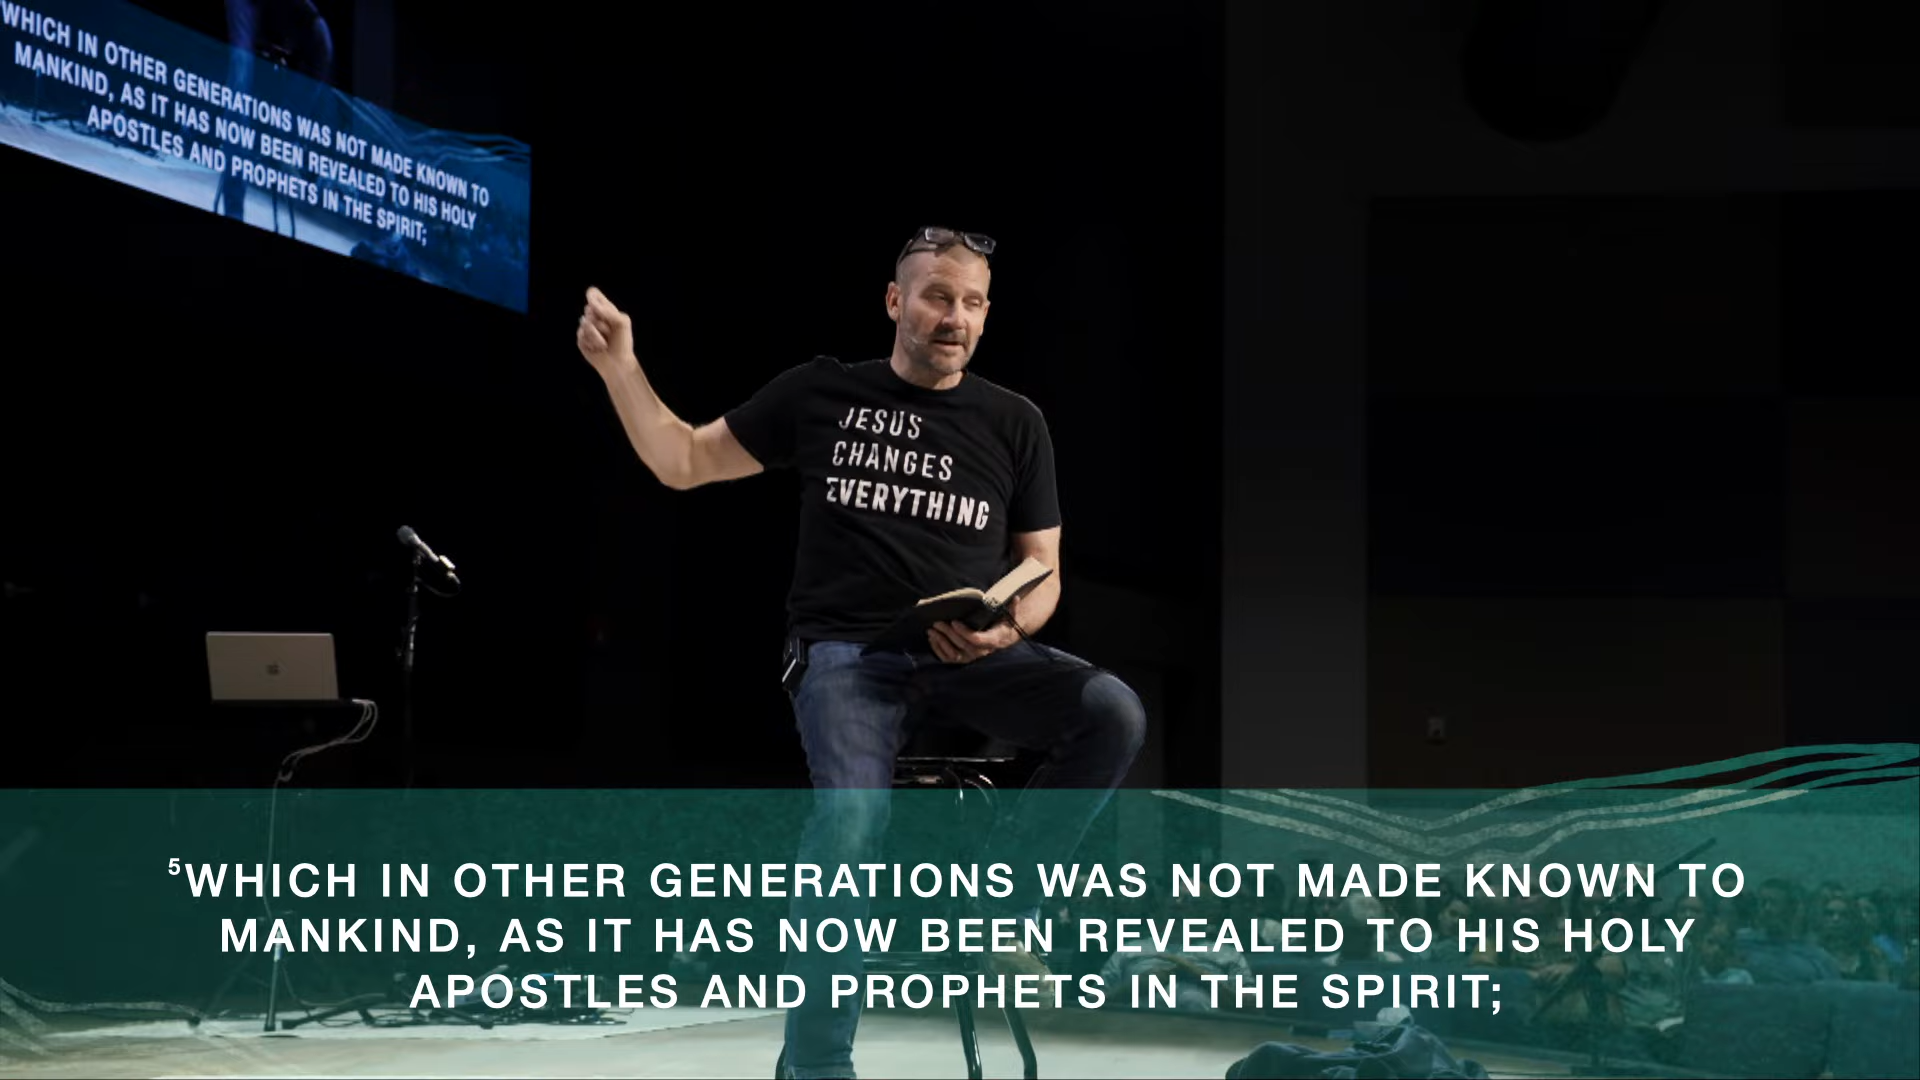 WHICH IN OTHER GENERATIONS WAS NOT MADE KNOWN TO
MANKIND, AS IT HAS NOW BEEN REVEALED TO HIS HOLY
APOSTLES AND PROPHETS IN THE SPIRIT;
JESUS
CHANGES
EVERYTHING
⁵WHICH IN OTHER GENERATIONS WAS NOT MADE KNOWN TO
MANKIND, AS IT HAS NOW BEEN REVEALED TO HIS HOLY
APOSTLES AND PROPHETS IN THE SPIRIT;